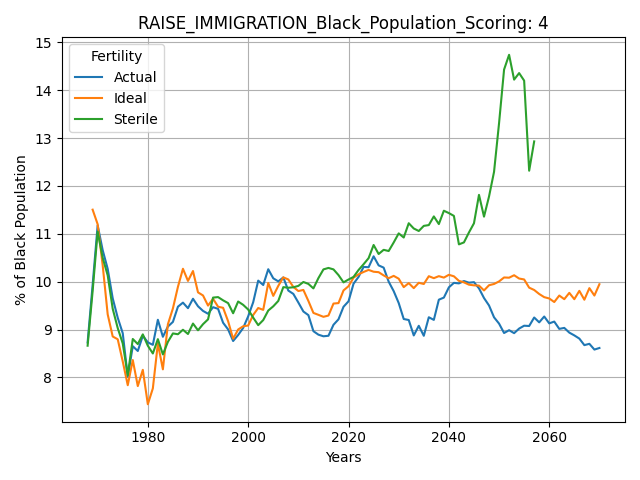 RAISE_IMMIGRATION_Black_Population_Scoring: 4
Fertility
Actual
Ideal
Sterile
% of Black Population
15
14
13
12
11
10
9
8
1980
2000
2020
2040
2060
Years